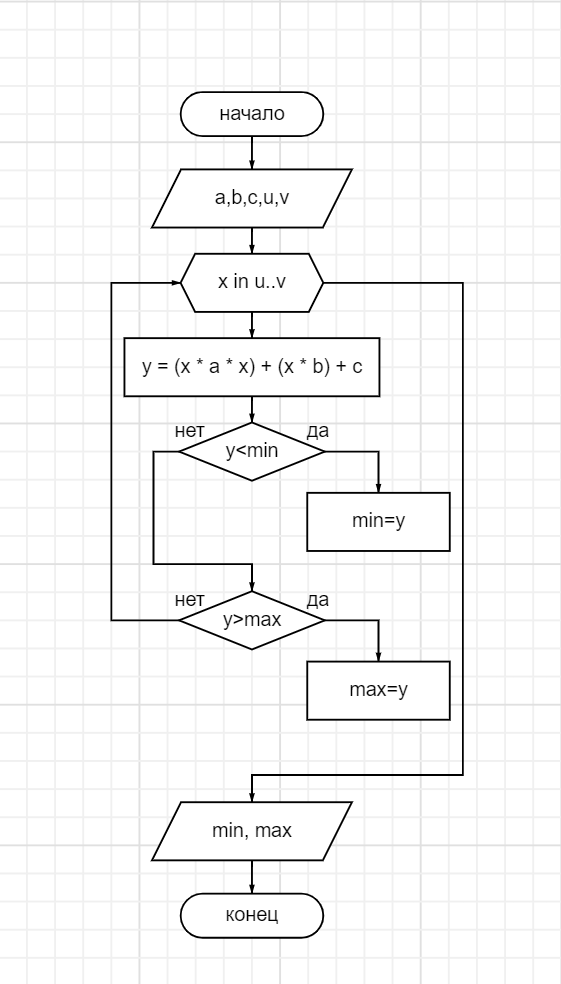 начало
a,b,c,u,v
x in u..v
y = (x * a * x) + (x * b) + c
нет
да
y<min
min=y
нет
да
y>max
max=y
min, max
конец